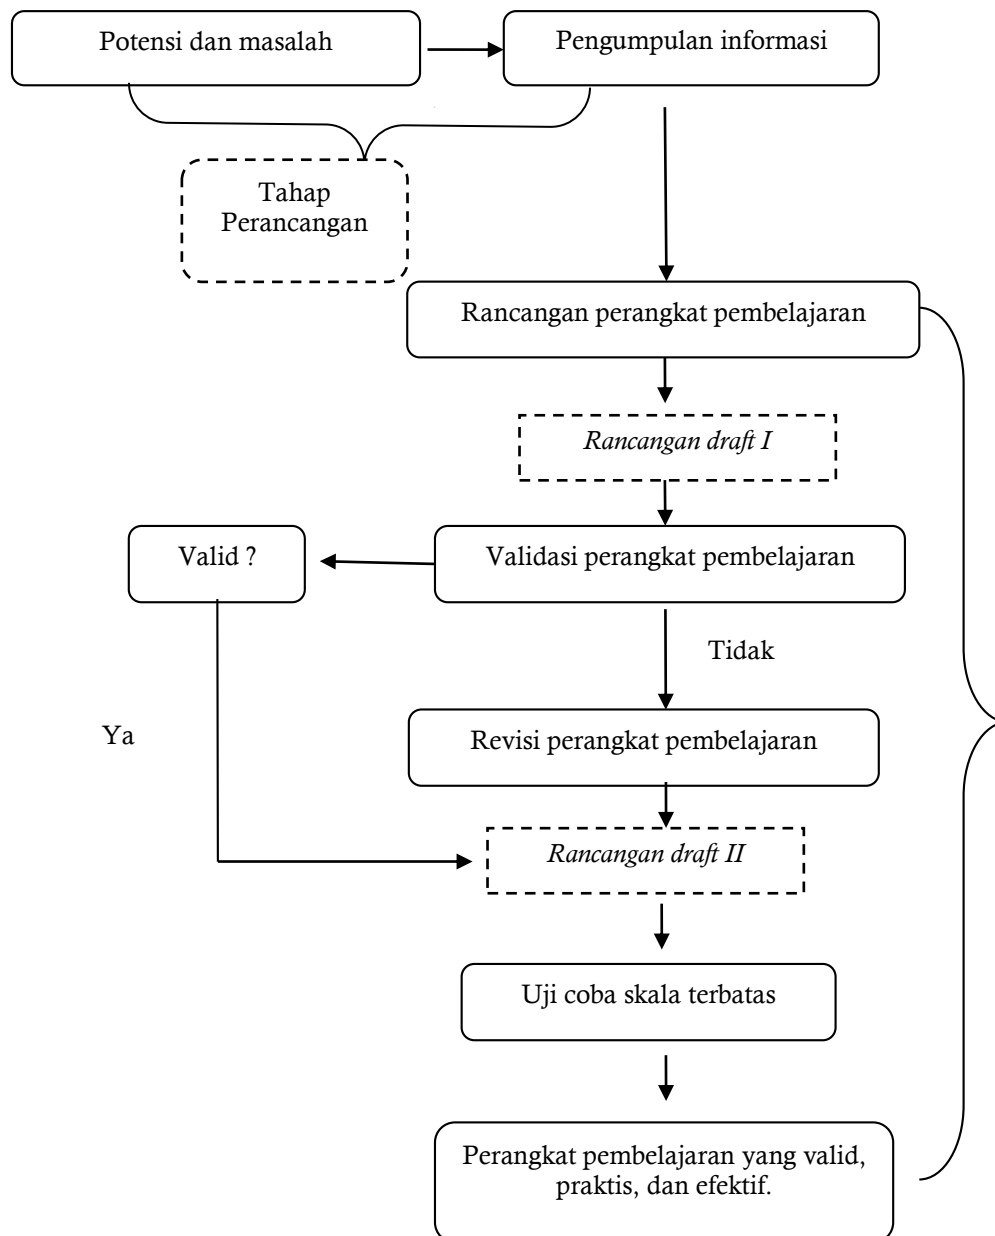 Potensi dan masalah
Pengumpulan informasi
Tahap
Perancangan
Rancangan perangkat pembelajaran
Rancangan draft I
Valid ?
Validasi perangkat pembelajaran
Tidak
Ya
Revisi perangkat pembelajaran
Rancangan draft II
Uji coba skala terbatas
Perangkat pembelajaran yang valid,
praktis, dan efektif.